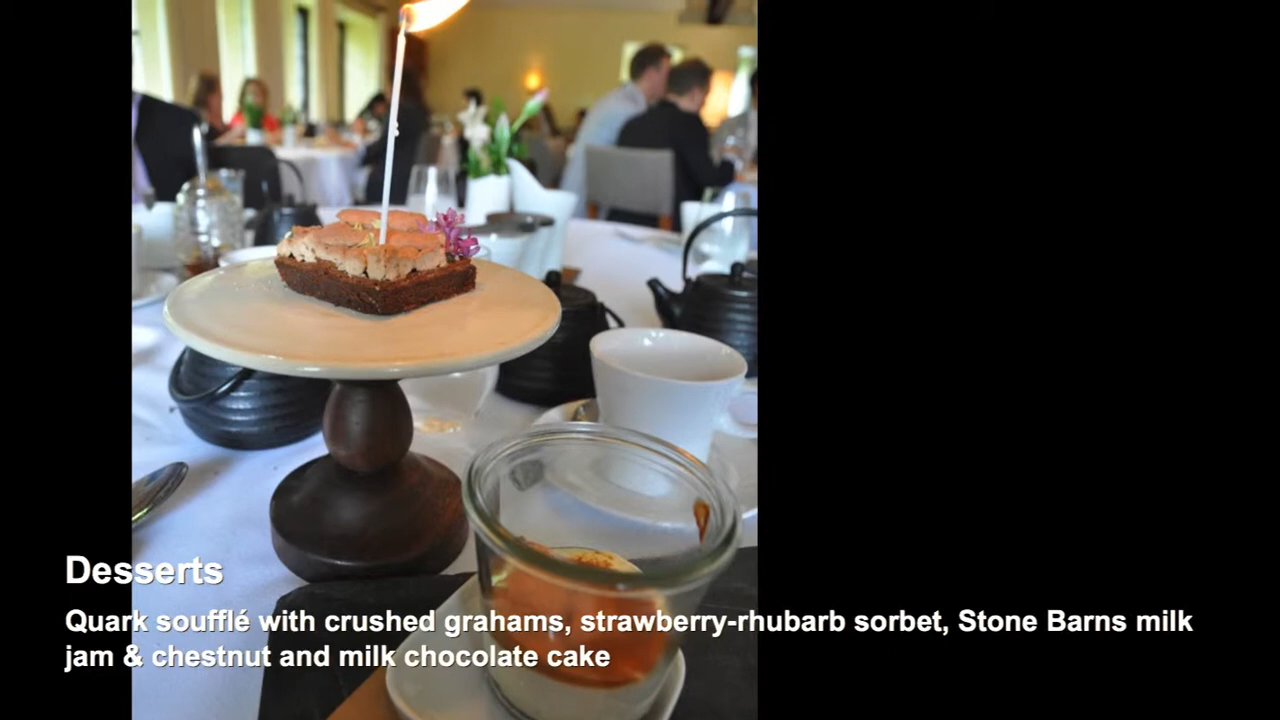 Desserts
Quark soufflé with crushed grahams, strawberry-rhubarb sorbet, Stone Barns milk
jam & chestnut and milk chocolate cake